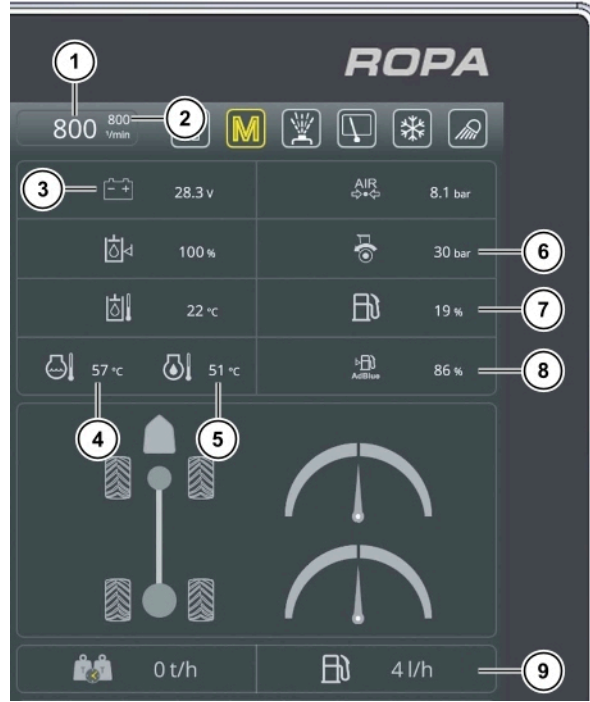 ROPA
1
2
800 800 1/min M
3 28.3 v AIR 8.1 bar
100 % 30 bar 6
22 °C 19 % 7
57 °C 51 °C AdBlue 86 % 8
4 5
0 t/h 4 l/h 9